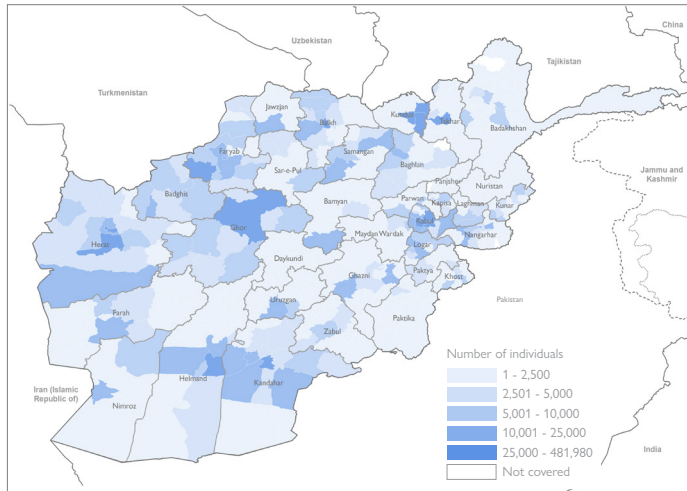 China
Uzbekistan
Tajikistan
Turkmenistan
Jawzjan
Balkh
Kunduz
Takhar
Badakhshan
Faryab
Samangan
Sar-e-Pul
Baghlan
Jammu and
Kashmir
Panjsher
Nuristan
Badghis
Bamyan
Parwan
Kapisa
Laghman
Kunar
Kabul
Ghor
Herat
Maydan Wardak
Nangarhar
Logar
Daykundi
Paktya
Ghazni
Khost
Uruzgan
Pakistan
Farah
Paktika
Zabul
Number of individuals
1 - 2,500
2,501 - 5,000
5,001 - 10,000
10,001 - 25,000
25,000 - 481,980
Not covered
Helmand
Kandahar
Iran (Islamic
Republic of)
Nimroz
India